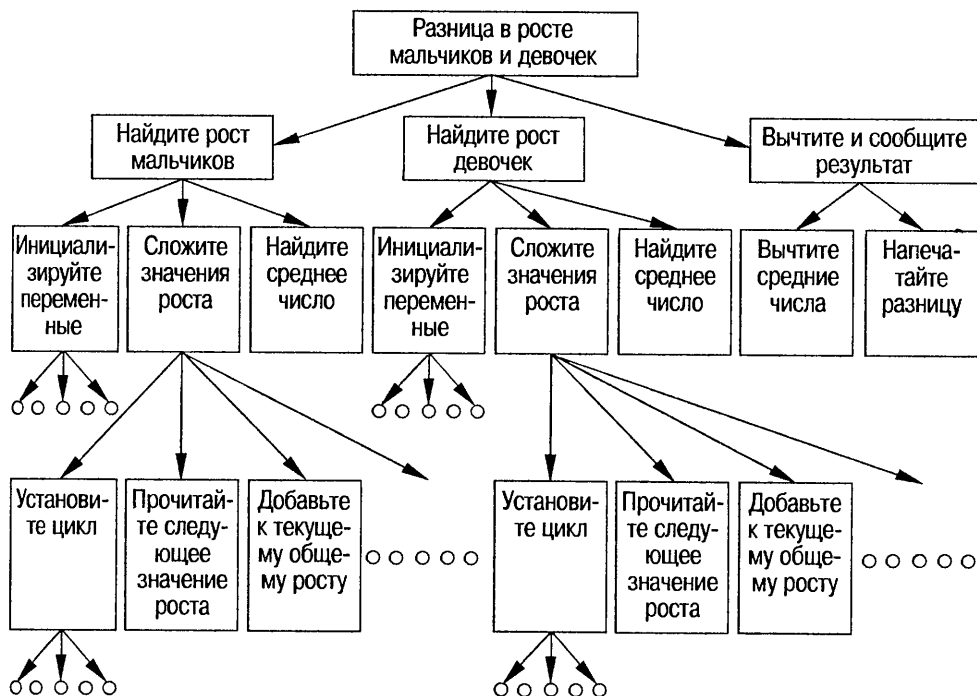 Разница в росте
мальчиков и девочек
Найдите рост
мальчиков
Найдите рост
девочек
Вычтите и сообщите
результат
Инициали-
зируйте
перемен-
ные
Сложите
значения
роста
Найдите
среднее
число
Инициали-
зируйте
перемен-
ные
Сложите
значения
роста
Найдите
среднее
число
Вычтите
средние
числа
Напеча-
тайте
разницу
Установи-
те цикл
Прочитай-
те следу-
ющее
значение
роста
Добавьте
к текуще-
му обще-
му росту
Установи-
те цикл
Прочитай-
те следу-
ющее
значение
роста
Добавьте
к текуще-
му обще-
му росту